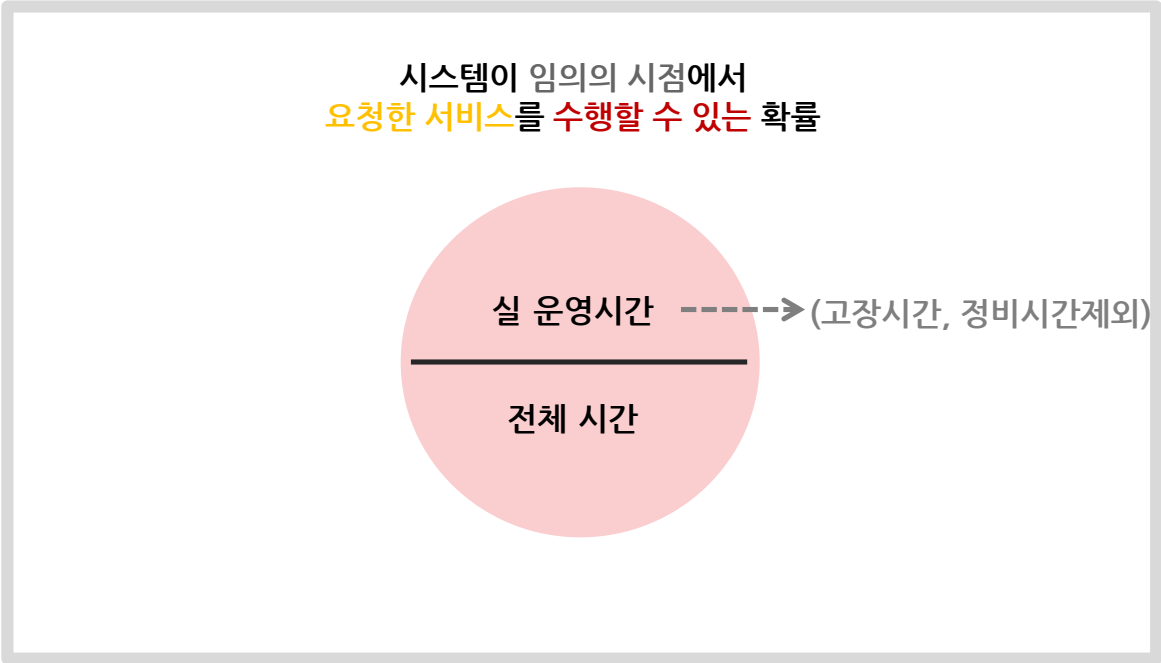 시스템이 임의의 시점에서
요청한 서비스를 수행할 수 있는 확률
실 운영시간
(고장시간, 정비시간제외)
전체 시간